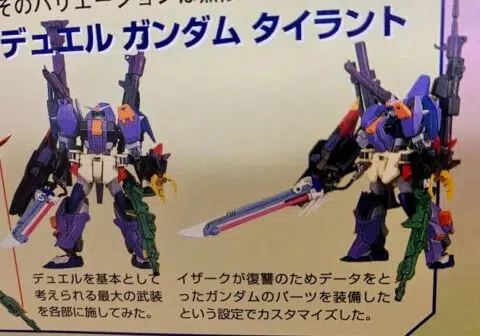 そのバリエーションは無限
デュエル ガンダム タイラント
デュエルを基本として
考えられる最大の武装
を各部に施してみた。
イザークが復讐のためデータをと
ったガンダムのパーツを装備した
という設定でカスタマイズした。